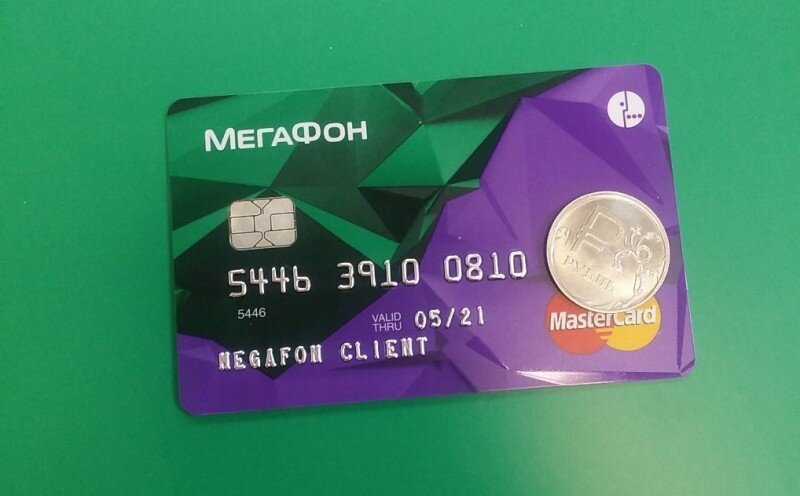 МЕГАФОН
5446 3910 0810
5446
VALID THRU 05/21
MEGAFON CLIENT
₽
РУБЛЬ
MasterCard